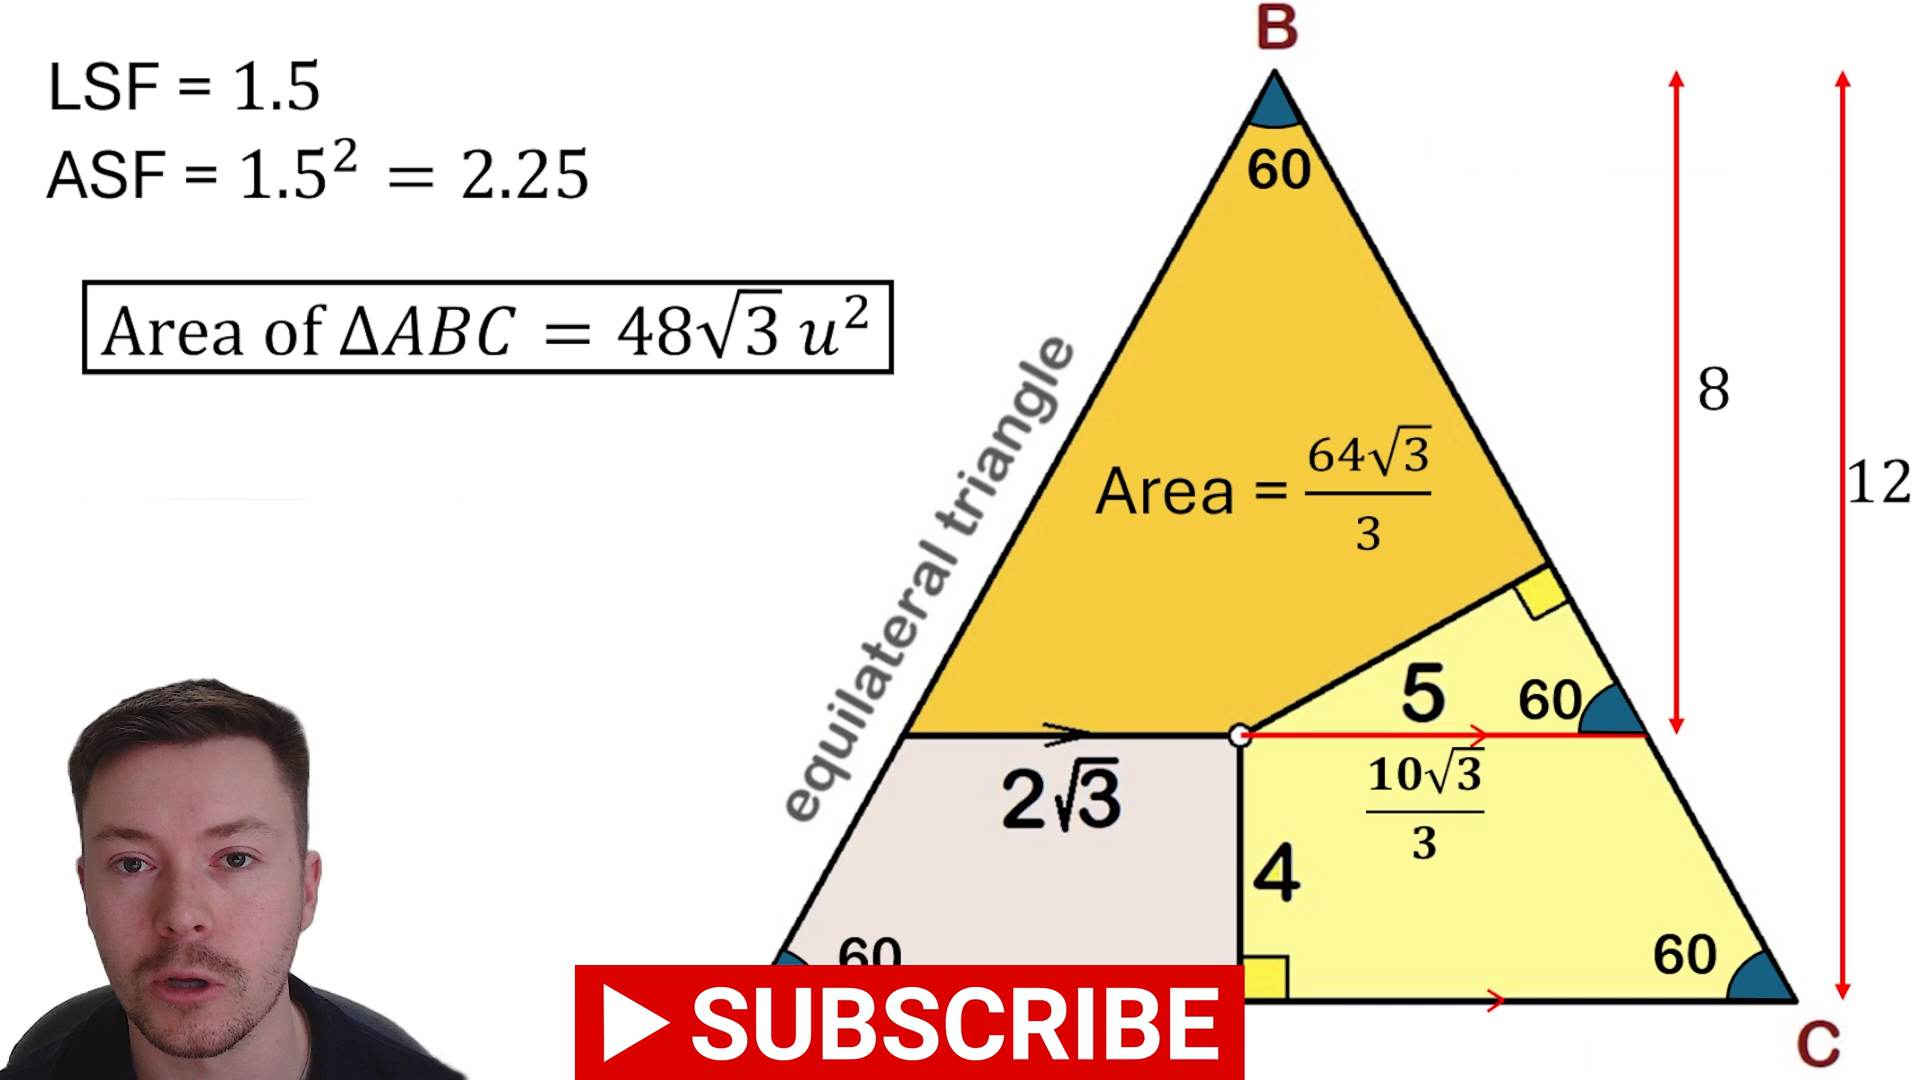 B
LSF = 1.5
ASF = 1.5² = 2.25
60
Area of ΔABC = 48√3 u²
equilateral triangle
8
Area = 64√3/3
12
5
60
2√3
10√3/3
4
60
60
SUBSCRIBE
C